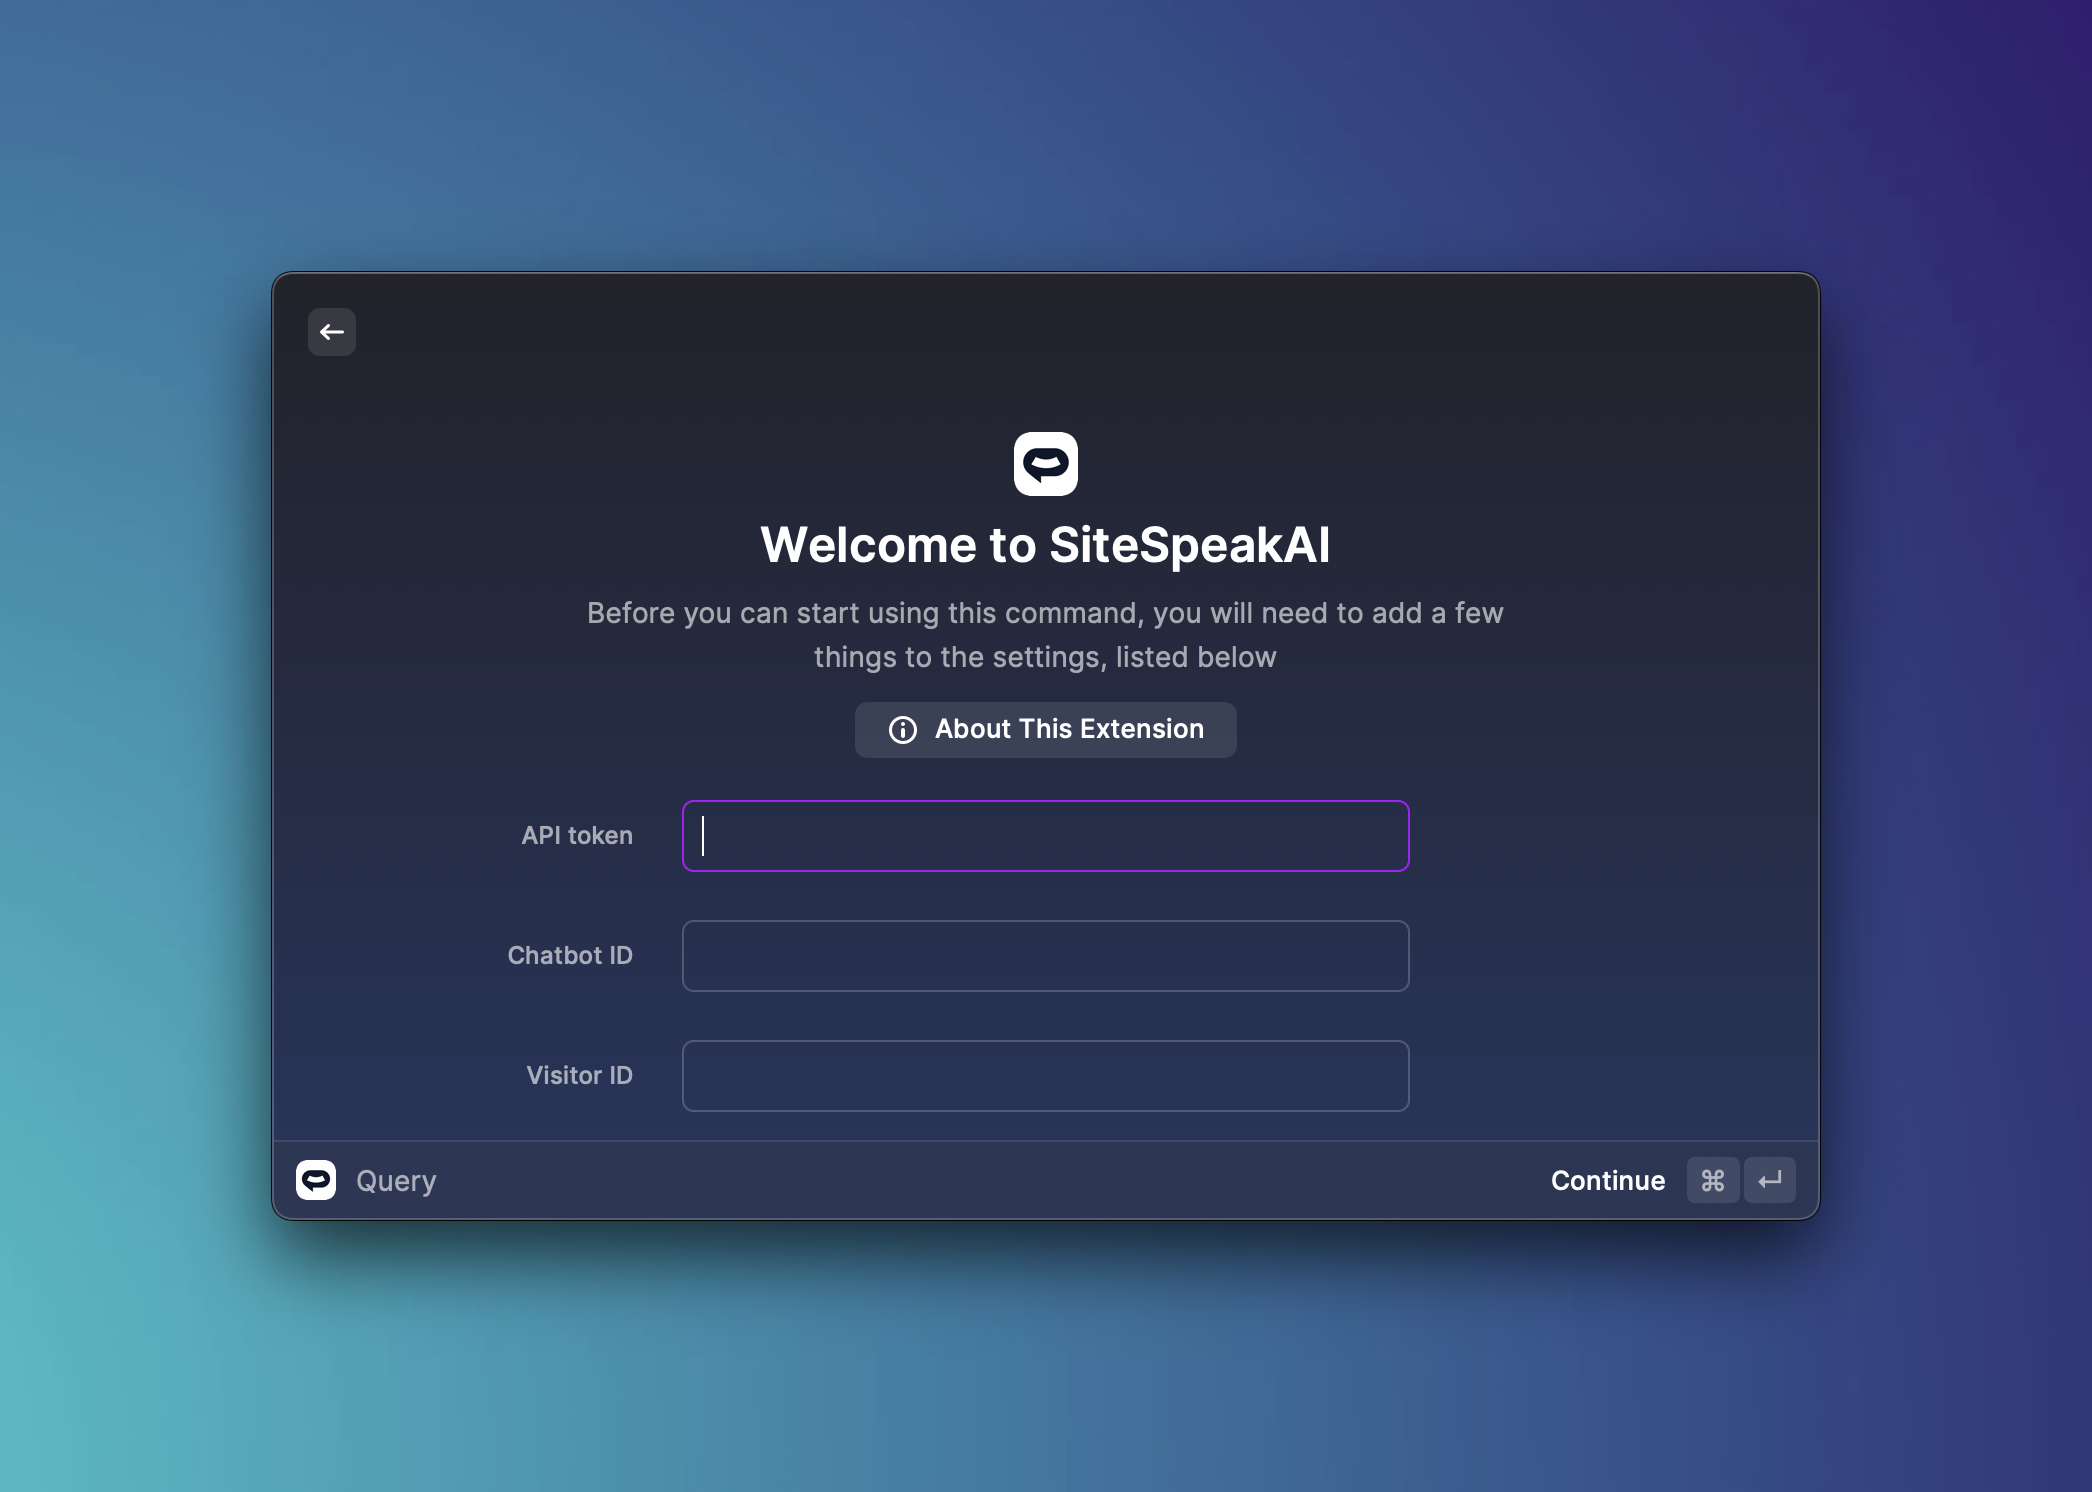 Welcome to SiteSpeakAI
Before you can start using this command, you will need to add a few
things to the settings, listed below
About This Extension
API token
Chatbot ID
Visitor ID
Query
Continue ⌘ ↵